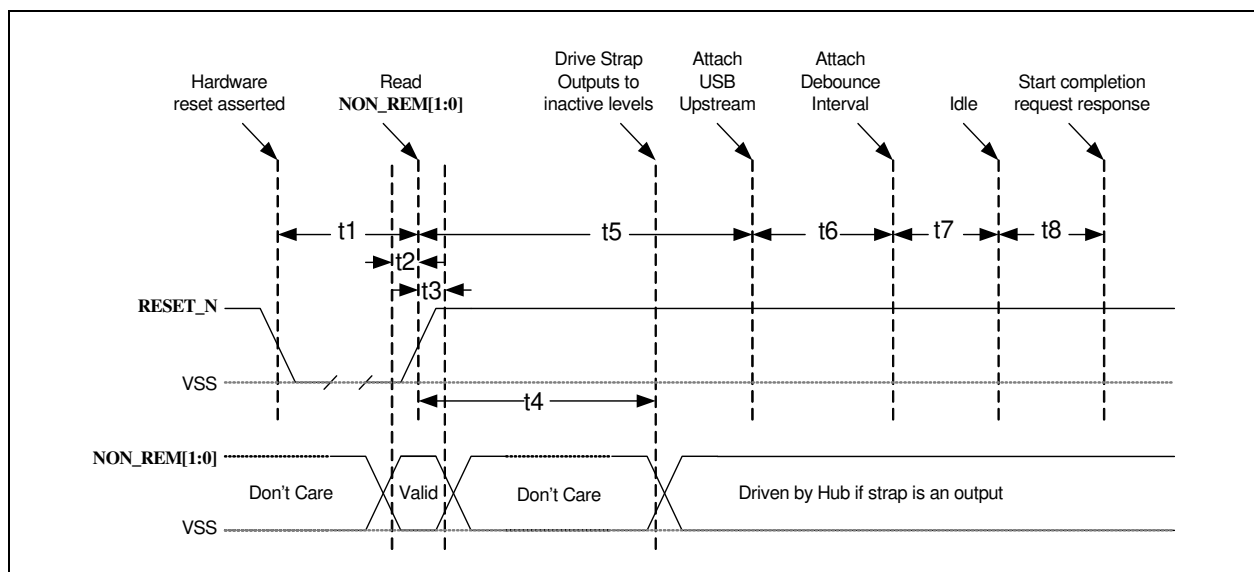 Hardware
reset asserted
Read
NON_REM[1:0]
Drive Strap
Outputs to
inactive levels
Attach
USB
Upstream
Attach
Debounce
Interval
Idle
Start completion
request response
t1
t5
t6
t7
t8
t2
t3
RESET_N
VSS
t4
NON_REM[1:0]
Don't Care
Valid
Don't Care
Driven by Hub if strap is an output
VSS